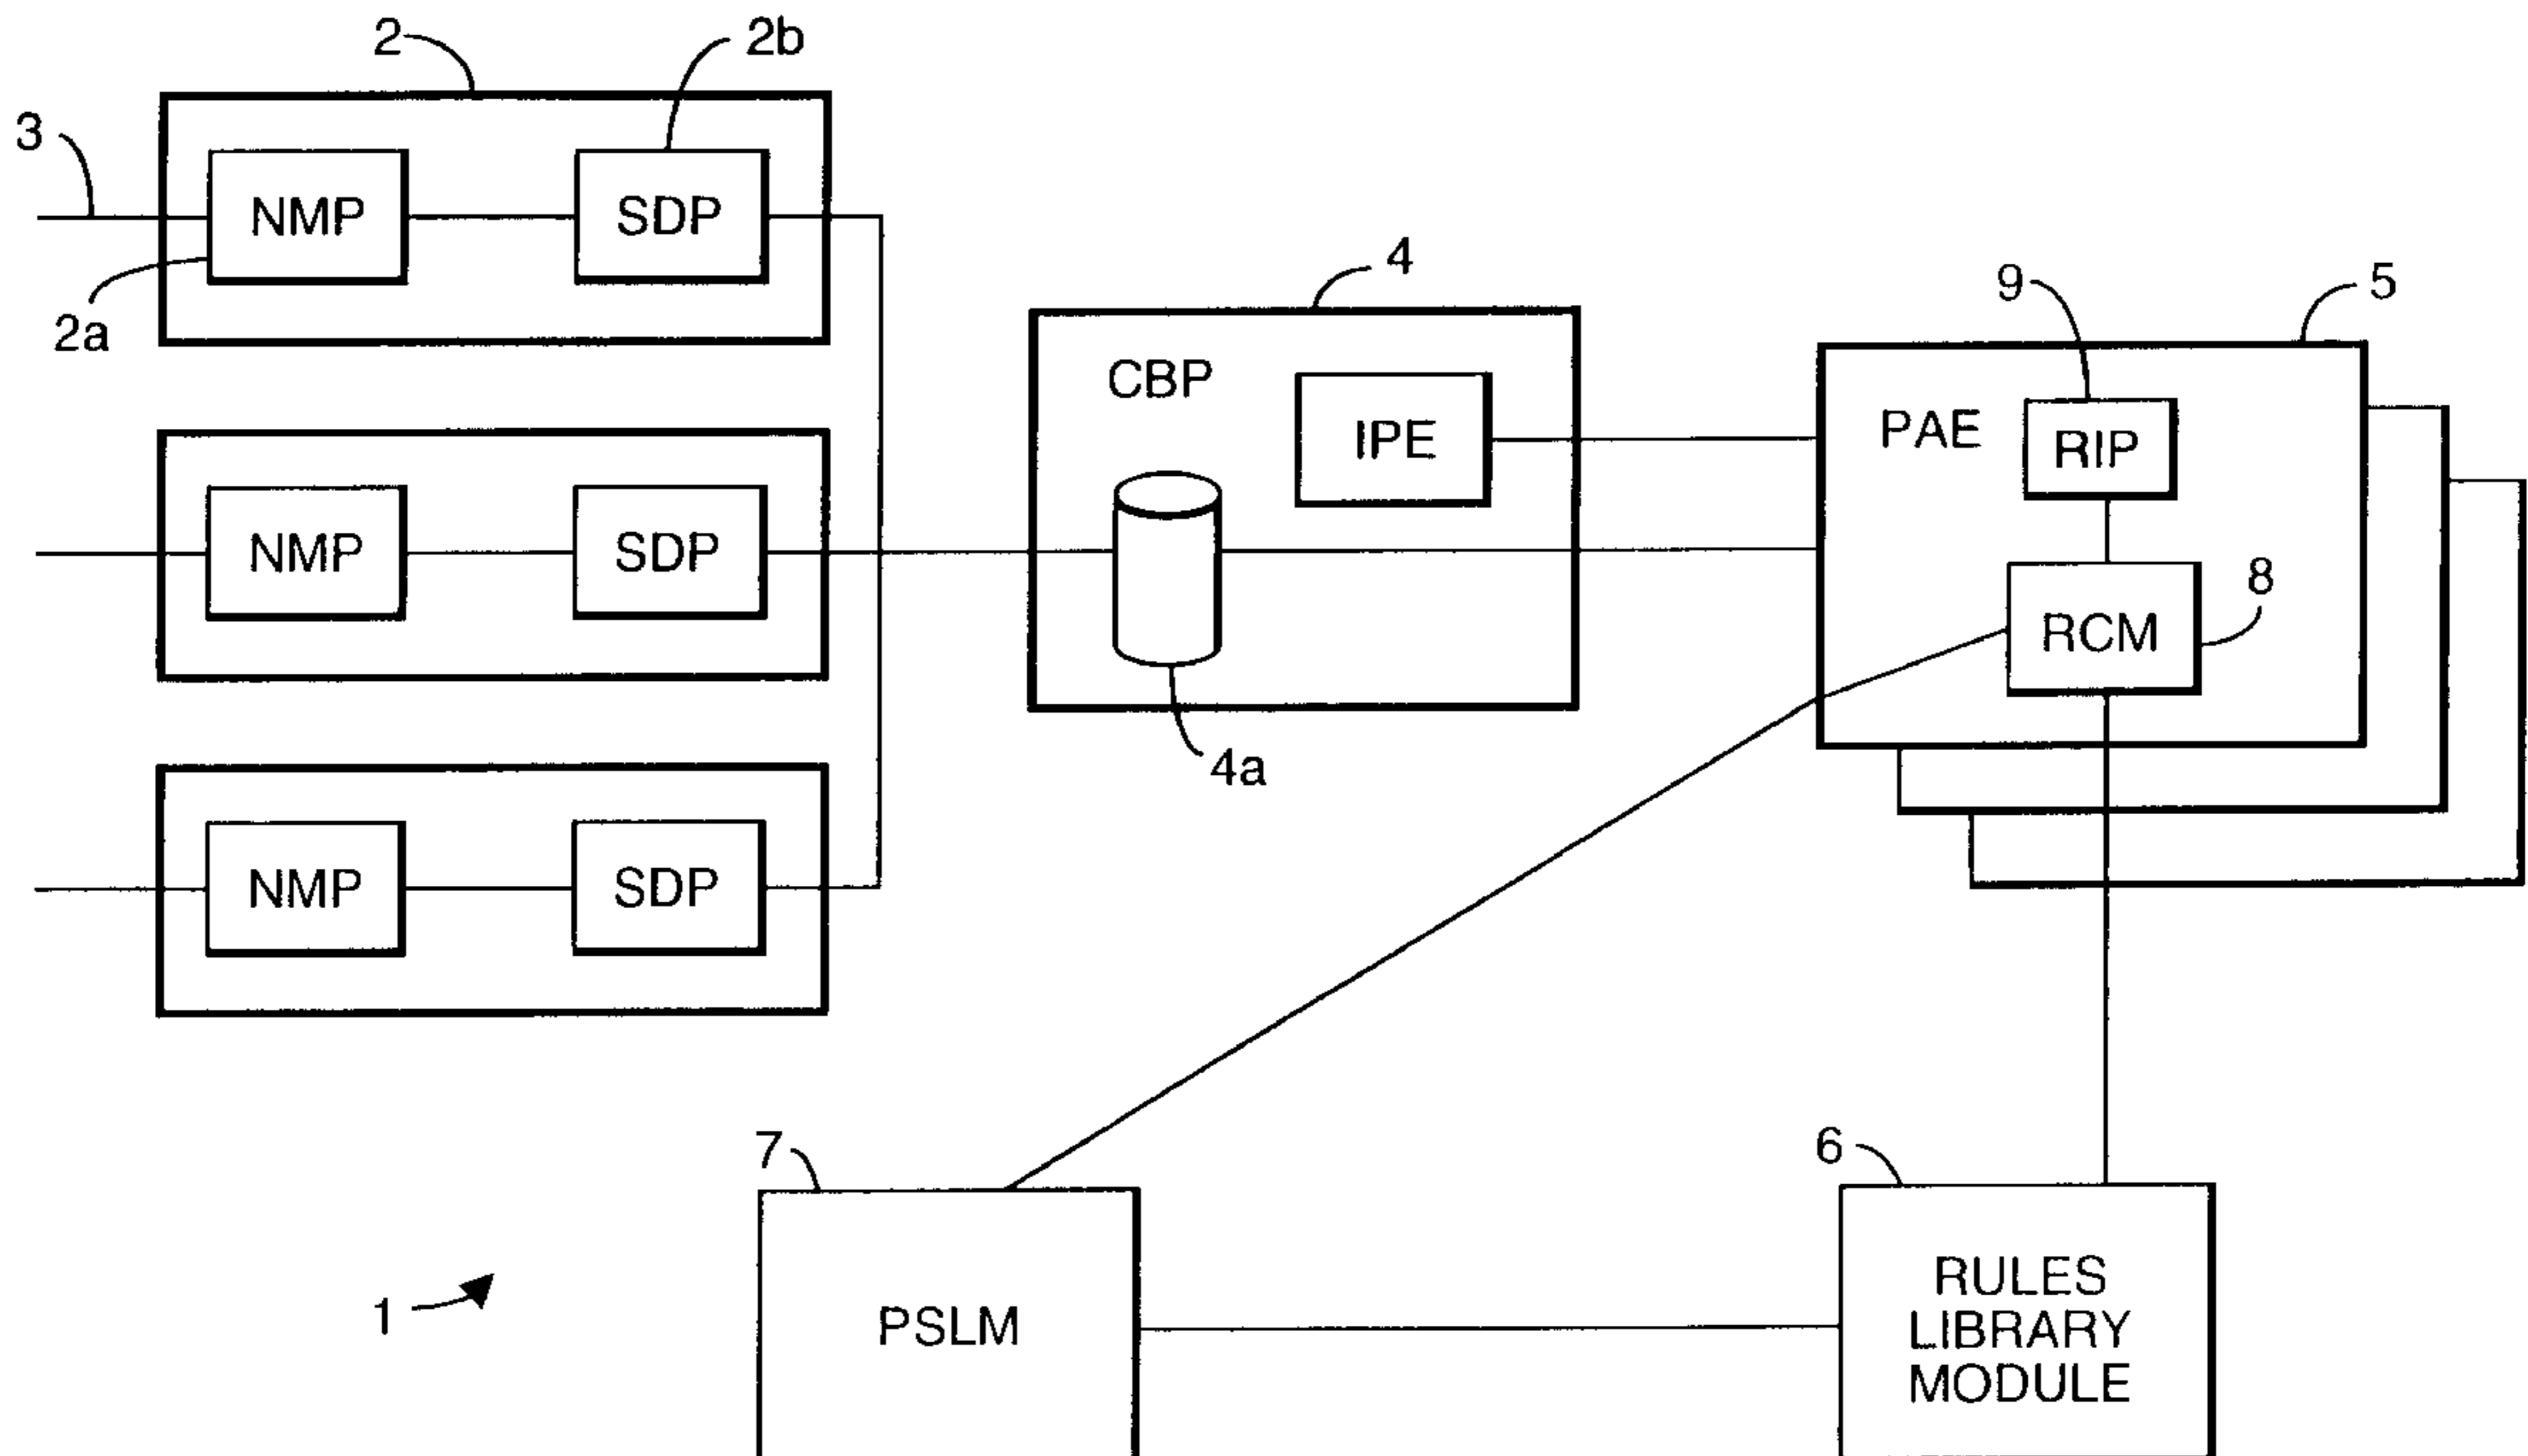 2
2b
3
NMP
SDP
2a
4
9
5
CBP
IPE
PAE
RIP
NMP
SDP
RCM
8
4a
NMP
SDP
7
6
1
PSLM
RULES
LIBRARY
MODULE